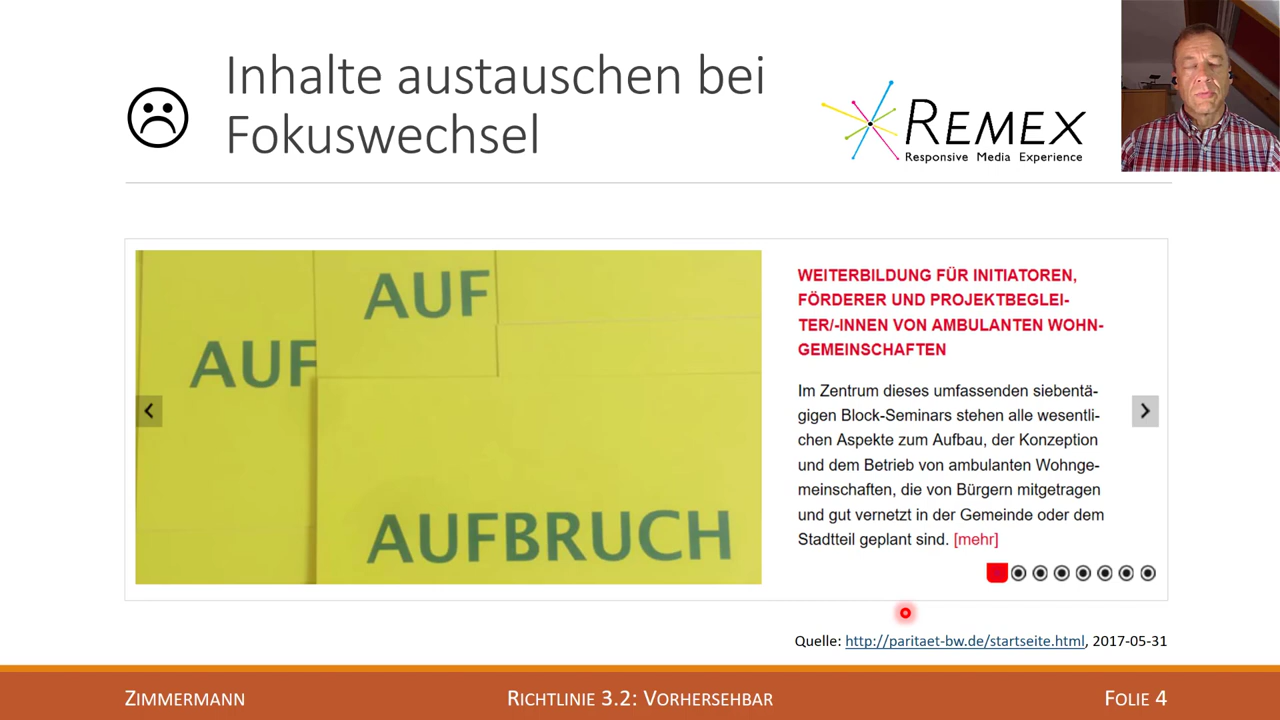 Inhalte austauschen bei
Fokuswechsel
REMEX
Responsive Media Experience
AUF
AUF
AUFBRUCH
WEITERBILDUNG FÜR INITIATOREN,
FÖRDERER UND PROJEKTBEGLEI-
TER/-INNEN VON AMBULANTEN WOHN-
GEMEINSCHAFTEN
Im Zentrum dieses umfassenden siebentä-
gigen Block-Seminars stehen alle wesentli-
chen Aspekte zum Aufbau, der Konzeption
und dem Betrieb von ambulanten Wohnge-
meinschaften, die von Bürgern mitgetragen
und gut vernetzt in der Gemeinde oder dem
Stadtteil geplant sind. [mehr]
Quelle: http://paritaet-bw.de/startseite.html, 2017-05-31
ZIMMERMANN
RICHTLINIE 3.2: VORHERSEHBAR
FOLIE 4